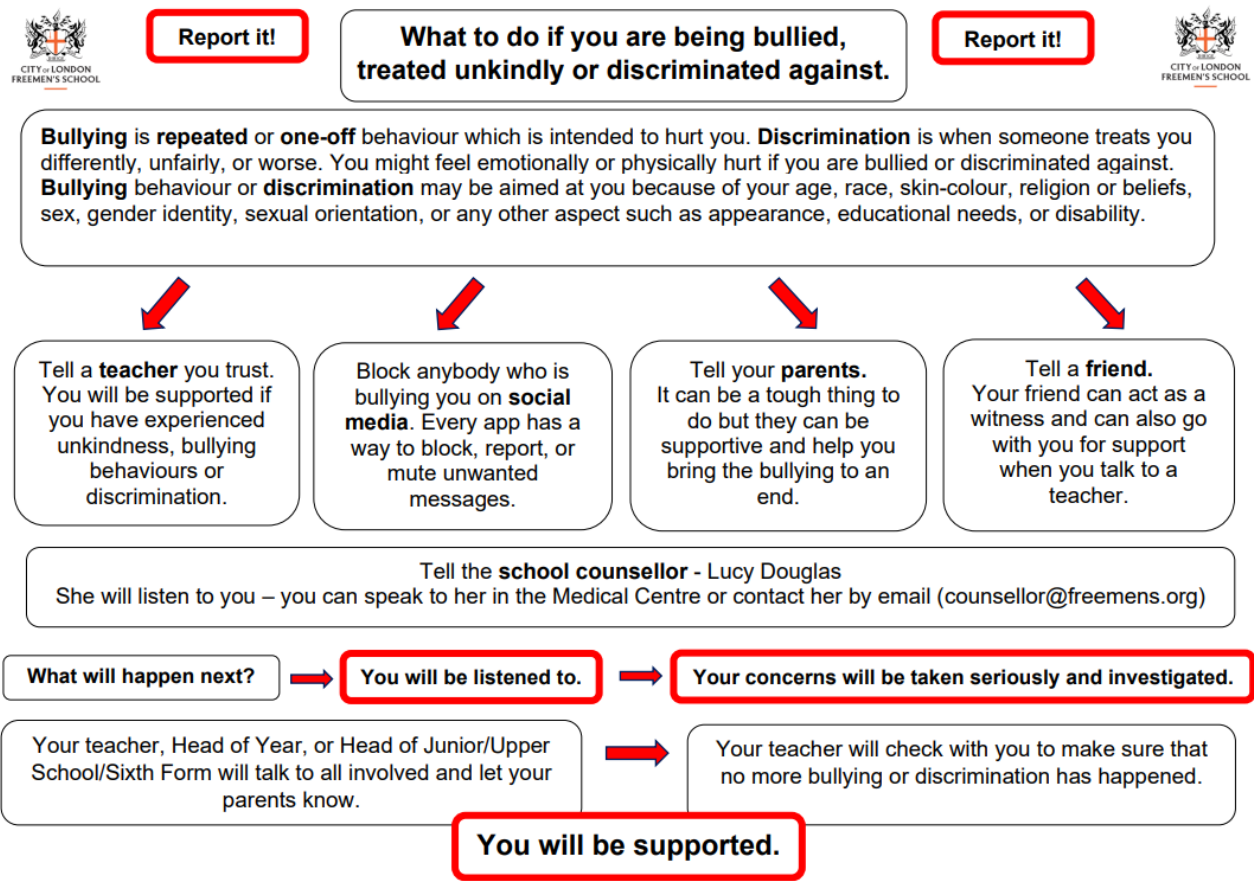 CITY OF LONDON
FREEMEN'S SCHOOL
Report it!
What to do if you are being bullied,
treated unkindly or discriminated against.
Report it!
CITY OF LONDON
FREEMEN'S SCHOOL
Bullying is repeated or one-off behaviour which is intended to hurt you. Discrimination is when someone treats you
differently, unfairly, or worse. You might feel emotionally or physically hurt if you are bullied or discriminated against.
Bullying behaviour or discrimination may be aimed at you because of your age, race, skin-colour, religion or beliefs,
sex, gender identity, sexual orientation, or any other aspect such as appearance, educational needs, or disability.
Tell a teacher you trust.
You will be supported if
you have experienced
unkindness, bullying
behaviours or
discrimination.
Block anybody who is
bullying you on social
media. Every app has a
way to block, report, or
mute unwanted
messages.
Tell your parents.
It can be a tough thing to
do but they can be
supportive and help you
bring the bullying to an
end.
Tell a friend.
Your friend can act as a
witness and can also go
with you for support
when you talk to a
teacher.
Tell the school counsellor - Lucy Douglas
She will listen to you – you can speak to her in the Medical Centre or contact her by email (counsellor@freemens.org)
What will happen next?
You will be listened to.
Your concerns will be taken seriously and investigated.
Your teacher, Head of Year, or Head of Junior/Upper
School/Sixth Form will talk to all involved and let your
parents know.
Your teacher will check with you to make sure that
no more bullying or discrimination has happened.
You will be supported.